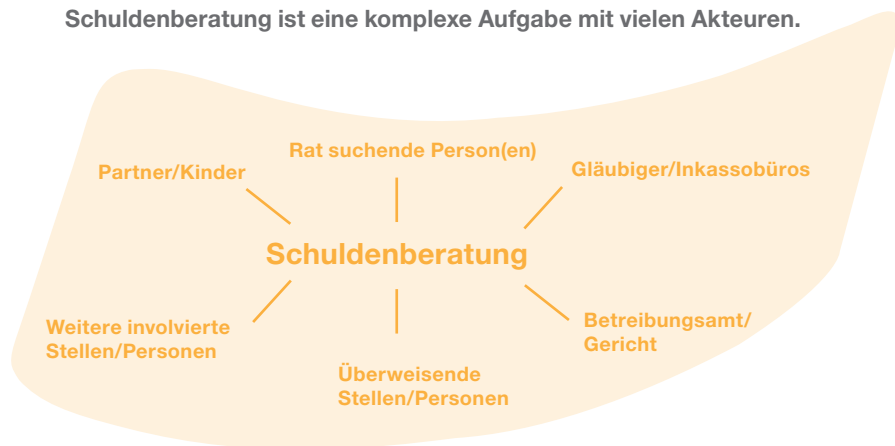 Schuldenberatung ist eine komplexe Aufgabe mit vielen Akteuren.
Rat suchende Person(en)
Partner/Kinder
Gläubiger/Inkassobüros
Schuldenberatung
Weitere involvierte
Stellen/Personen
Betreibungsamt/
Gericht
Überweisende
Stellen/Personen